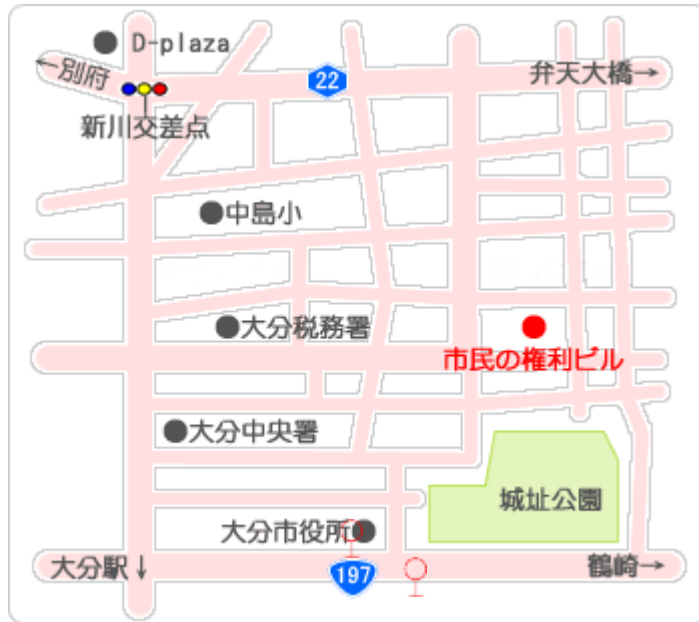 D-plaza
←別府
22
弁天大橋→
新川交差点
中島小
大分税務署
市民の権利ビル
大分中央署
城址公園
大分市役所
大分駅↓
197
鶴崎→